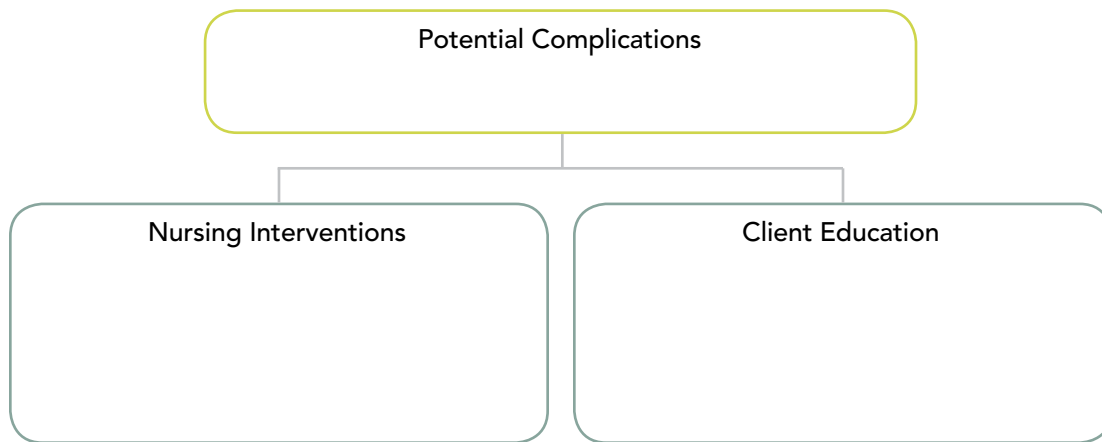 Potential Complications
Nursing Interventions
Client Education